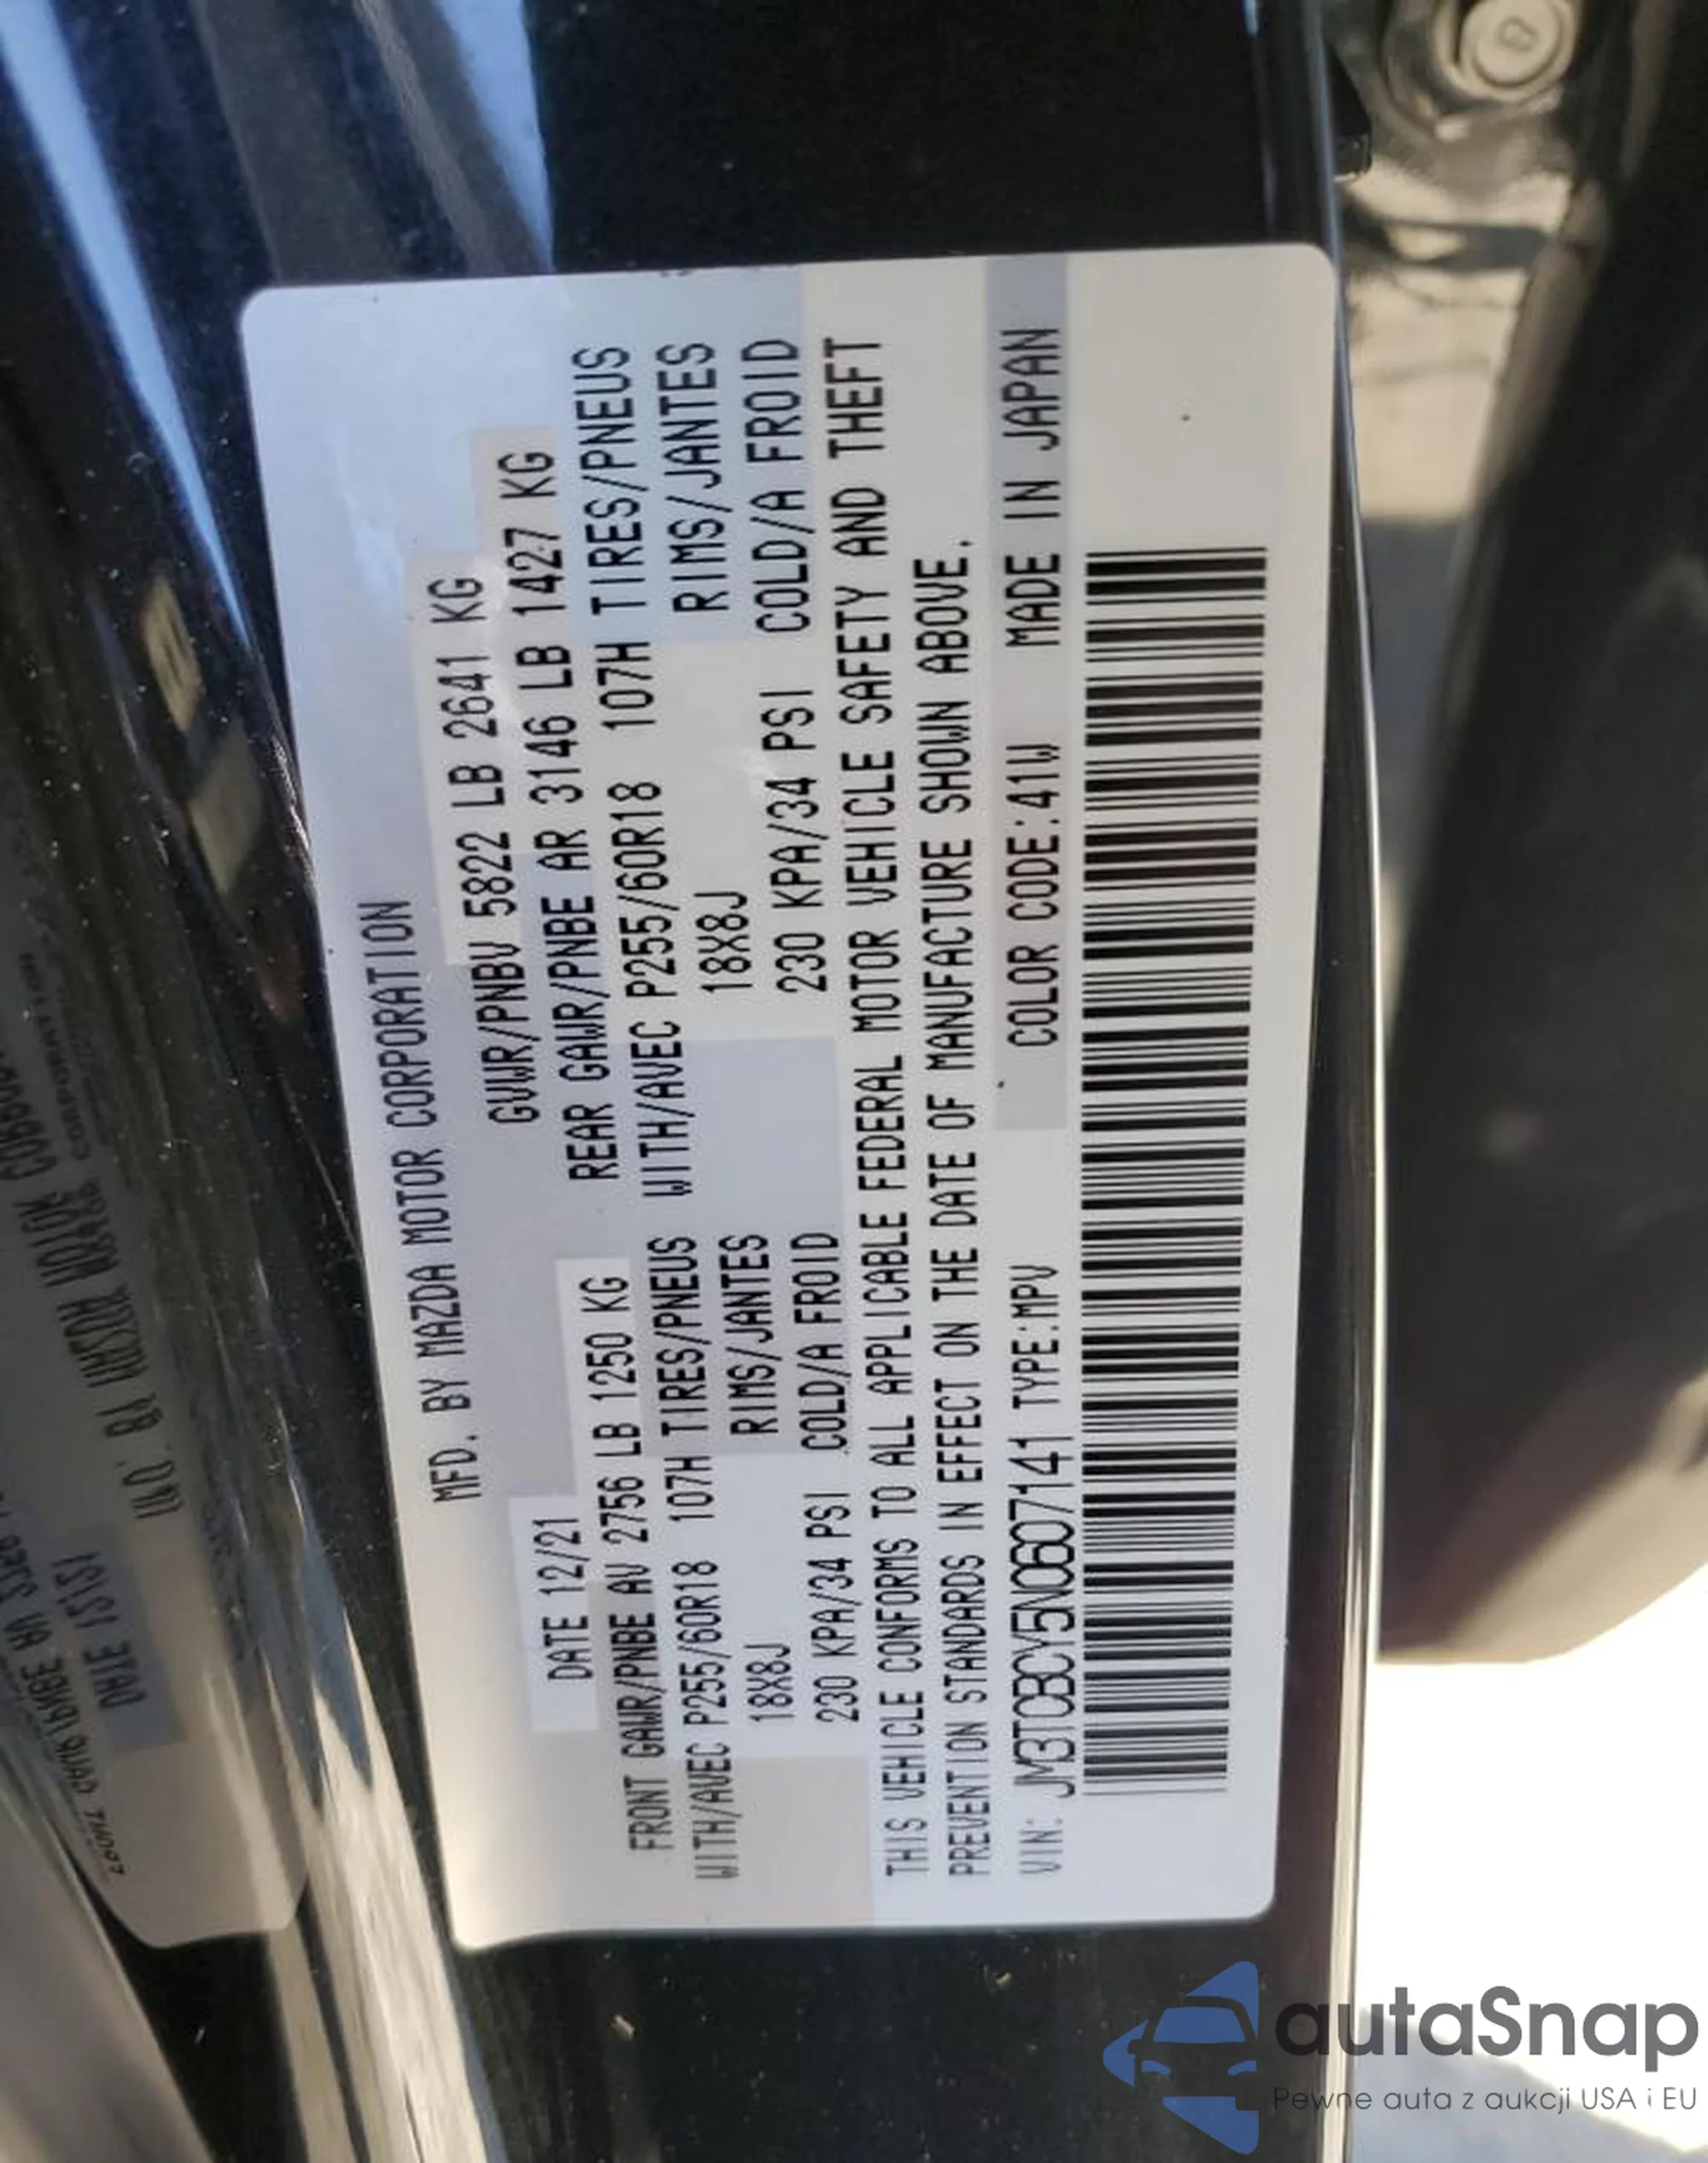 MFD. BY MAZDA MOTOR CORPORATION
DATE 12/21 GVWR/PNBV 5822 LB 2641 KG
FRONT GAWR/PNBE AV 2756 LB 1250 KG REAR GAWR/PNBE AR 3146 LB 1427 KG
WITH/AVEC P255/60R18 107H TIRES/PNEUS WITH/AVEC P255/60R18 107H TIRES/PNEUS
18X8J RIMS/JANTES 18X8J RIMS/JANTES
230 KPA/34 PSI COLD/A FROID 230 KPA/34 PSI COLD/A FROID
THIS VEHICLE CONFORMS TO ALL APPLICABLE FEDERAL MOTOR VEHICLE SAFETY AND THEFT
PREVENTION STANDARDS IN EFFECT ON THE DATE OF MANUFACTURE SHOWN ABOVE.
VIN: JM3TCBCY5N0607141 TYPE:MPV COLOR CODE:41W MADE IN JAPAN
8
autaSnap
Pewne auta z aukcji USA i EU